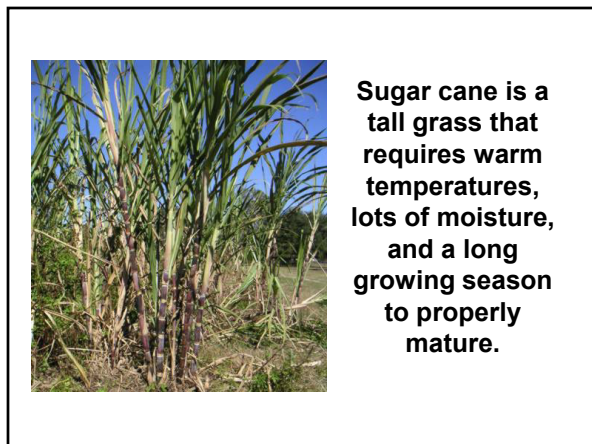 Sugar cane is a
tall grass that
requires warm
temperatures,
lots of moisture,
and a long
growing season
to properly
mature.